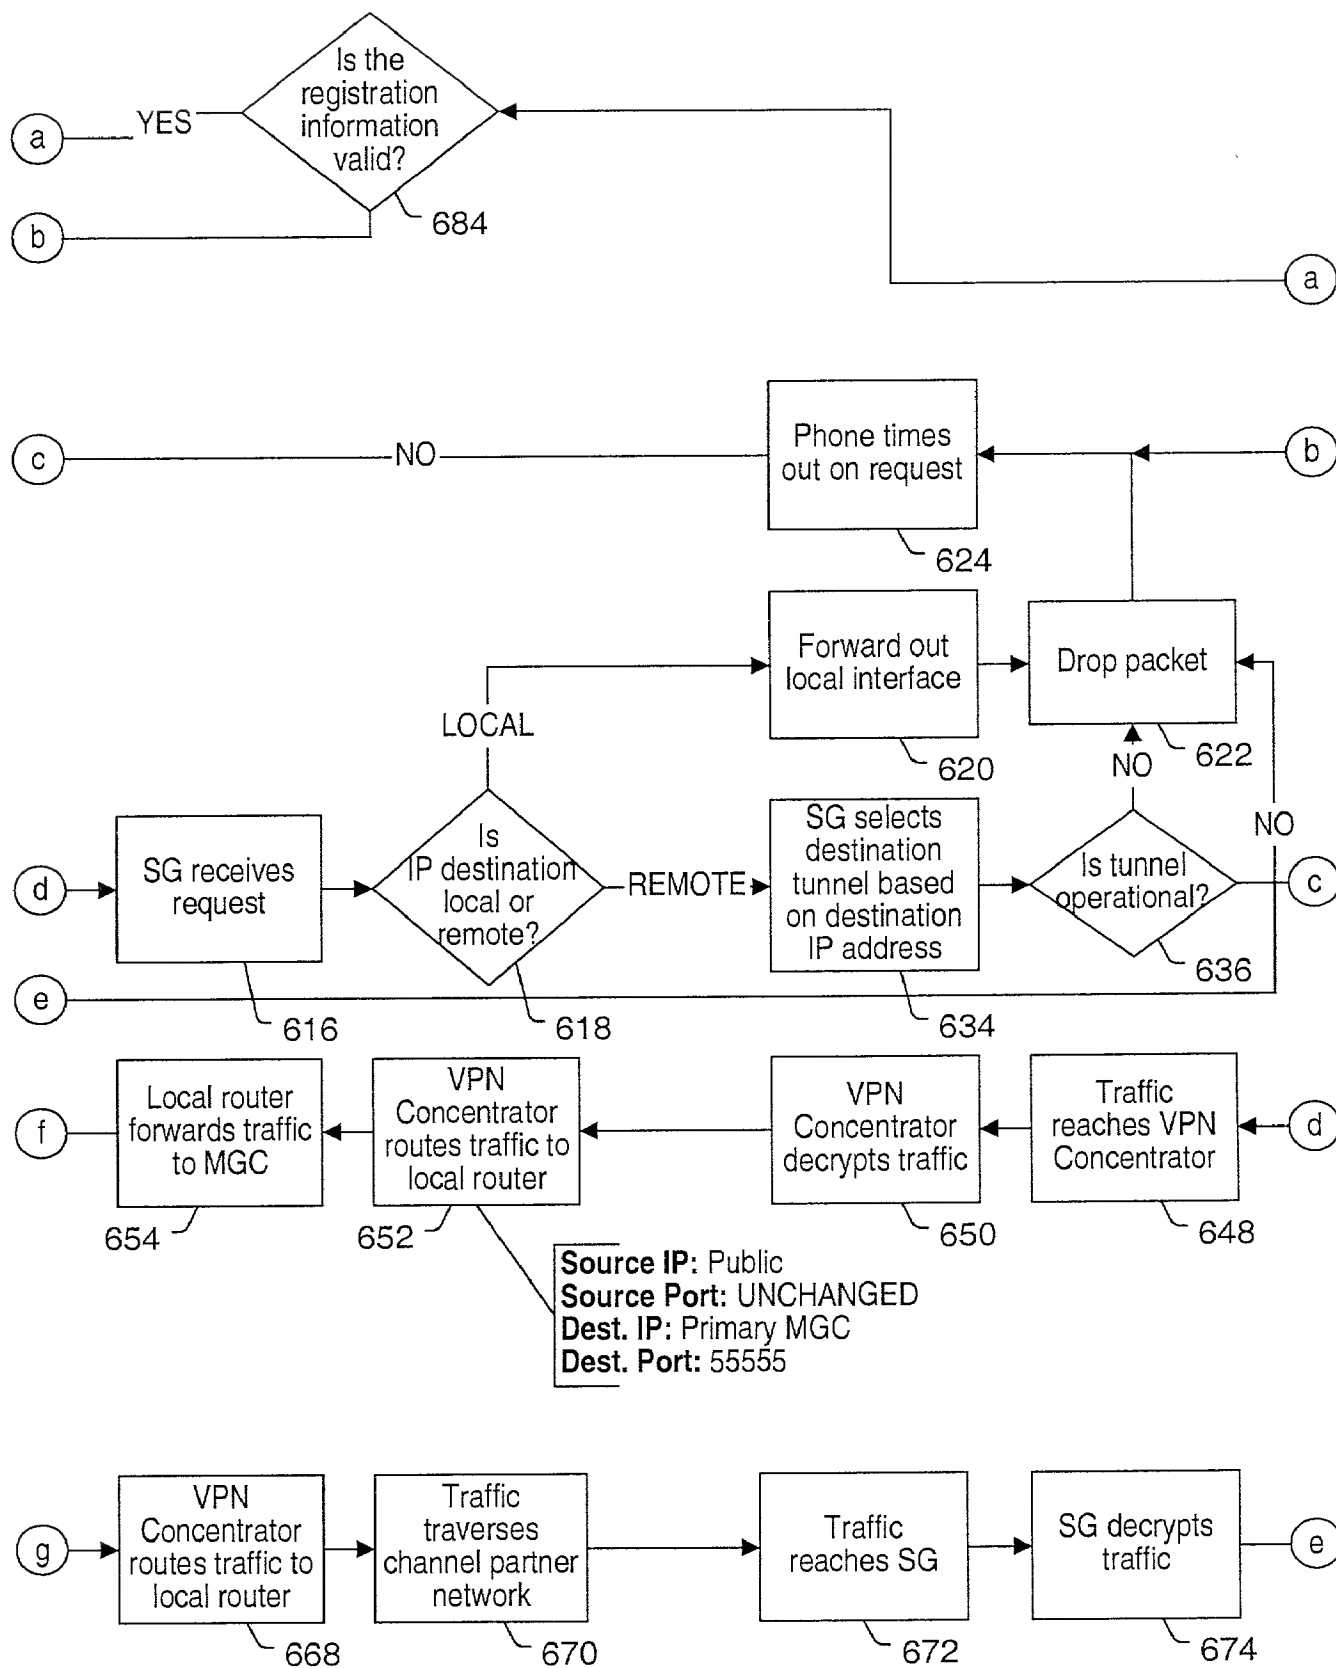 Is the
registration
information
valid?
YES
a
684
b
a
Phone times
out on request
c
NO
b
624
Forward out
local interface
Drop packet
LOCAL
620
NO
622
SG receives
request
Is
IP destination
local or
remote?
REMOTE
SG selects
destination
tunnel based
on destination
IP address
Is tunnel
operational?
NO
d
c
636
e
616
618
634
Local router
forwards traffic
to MGC
VPN
Concentrator
routes traffic to
local router
VPN
Concentrator
decrypts traffic
Traffic
reaches VPN
Concentrator
f
d
654
652
650
648
Source IP: Public
Source Port: UNCHANGED
Dest. IP: Primary MGC
Dest. Port: 55555
g
VPN
Concentrator
routes traffic to
local router
Traffic
traverses
channel partner
network
Traffic
reaches SG
SG decrypts
traffic
e
668
670
672
674